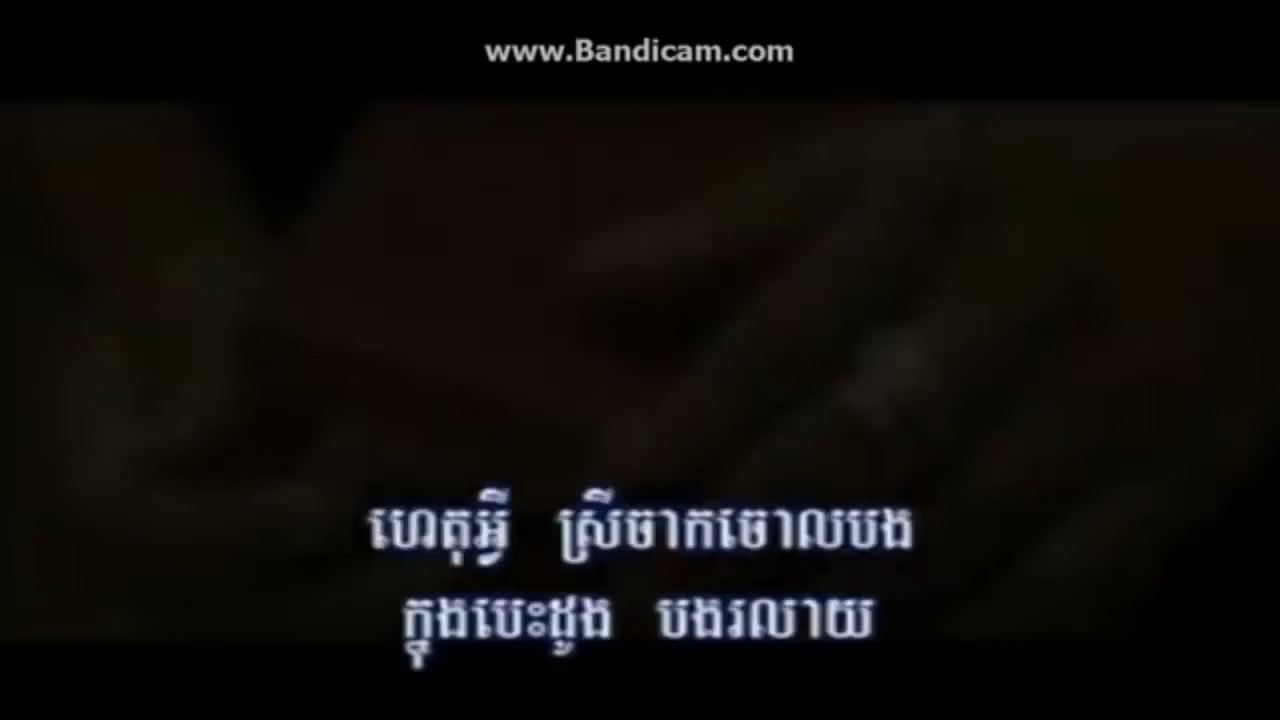 www.Bandicam.com
ហេតុអ្វី ស្រីចាកចោលបង
ក្នុងបេះដូង បងរលាយ